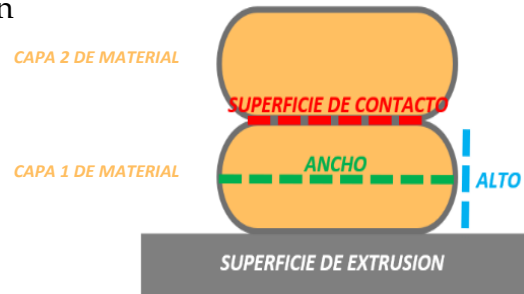 n
CAPA 2 DE MATERIAL
SUPERFICIE DE CONTACTO
CAPA 1 DE MATERIAL
ANCHO
ALTO
SUPERFICIE DE EXTRUSION